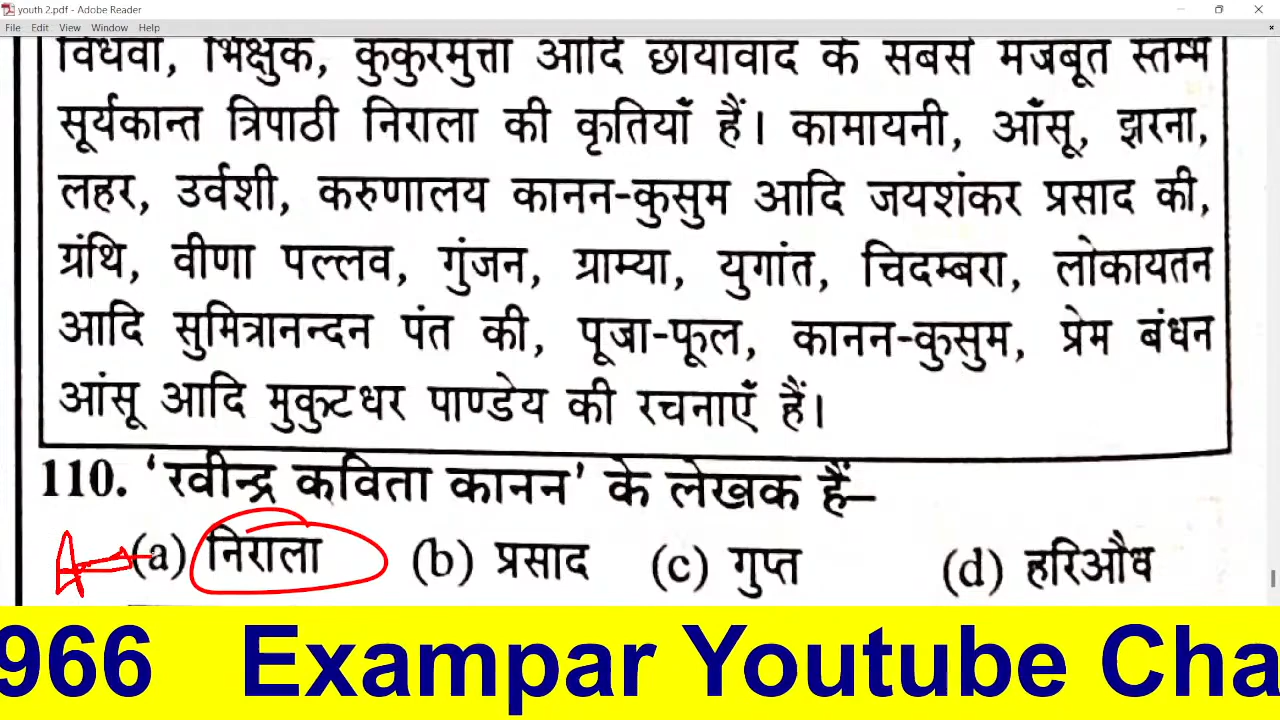 youth 2.pdf - Adobe Reader
File Edit View Window Help
विधवा, भिक्षुक, कुकुरमुत्ता आदि छायावाद के सबसे मजबूत स्तम्भ
सूर्यकान्त त्रिपाठी निराला की कृतियाँ हैं। कामायनी, आँसू, झरना,
लहर, उर्वशी, करुणालय कानन-कुसुम आदि जयशंकर प्रसाद की,
ग्रंथि, वीणा पल्लव, गुंजन, ग्राम्या, युगांत, चिदम्बरा, लोकायतन
आदि सुमित्रानन्दन पंत की, पूजा-फूल, कानन-कुसुम, प्रेम बंधन
आंसू आदि मुकुटधर पाण्डेय की रचनाएँ हैं।
110. ‘रवीन्द्र कविता कानन’ के लेखक हैं–
(a) निराला (b) प्रसाद (c) गुप्त (d) हरिऔध
966 Exampar Youtube Cha